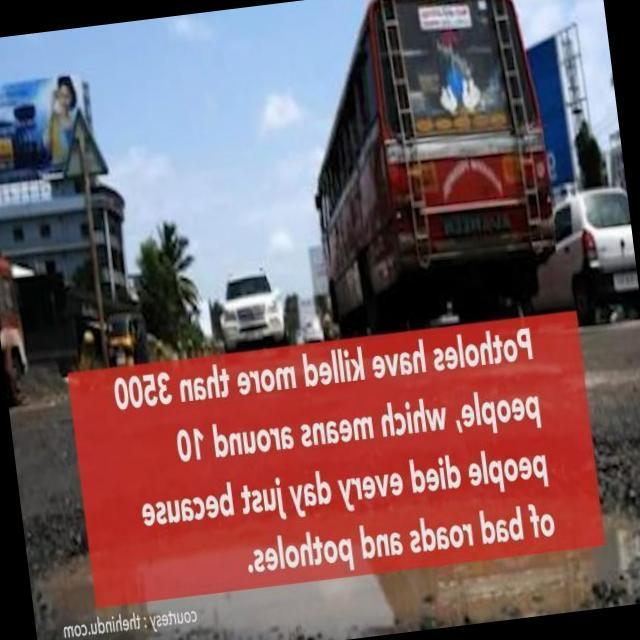 Potholes have killed more than 3500
people, which means around 10
people died every day just because
of bad roads and potholes.
courtesy : thehindu.com